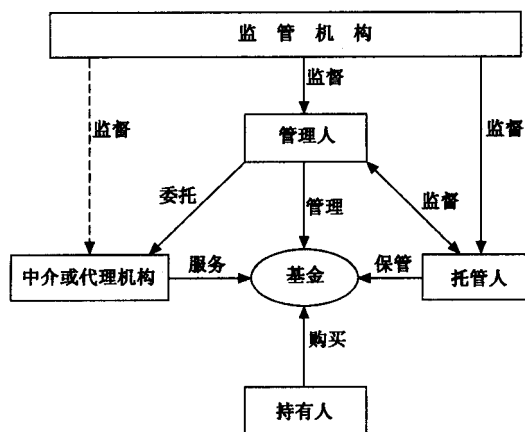 监管机构
监督
管理人
监督
监督
委托
管理
监督
中介或代理机构
服务
基金
保管
托管人
购买
持有人